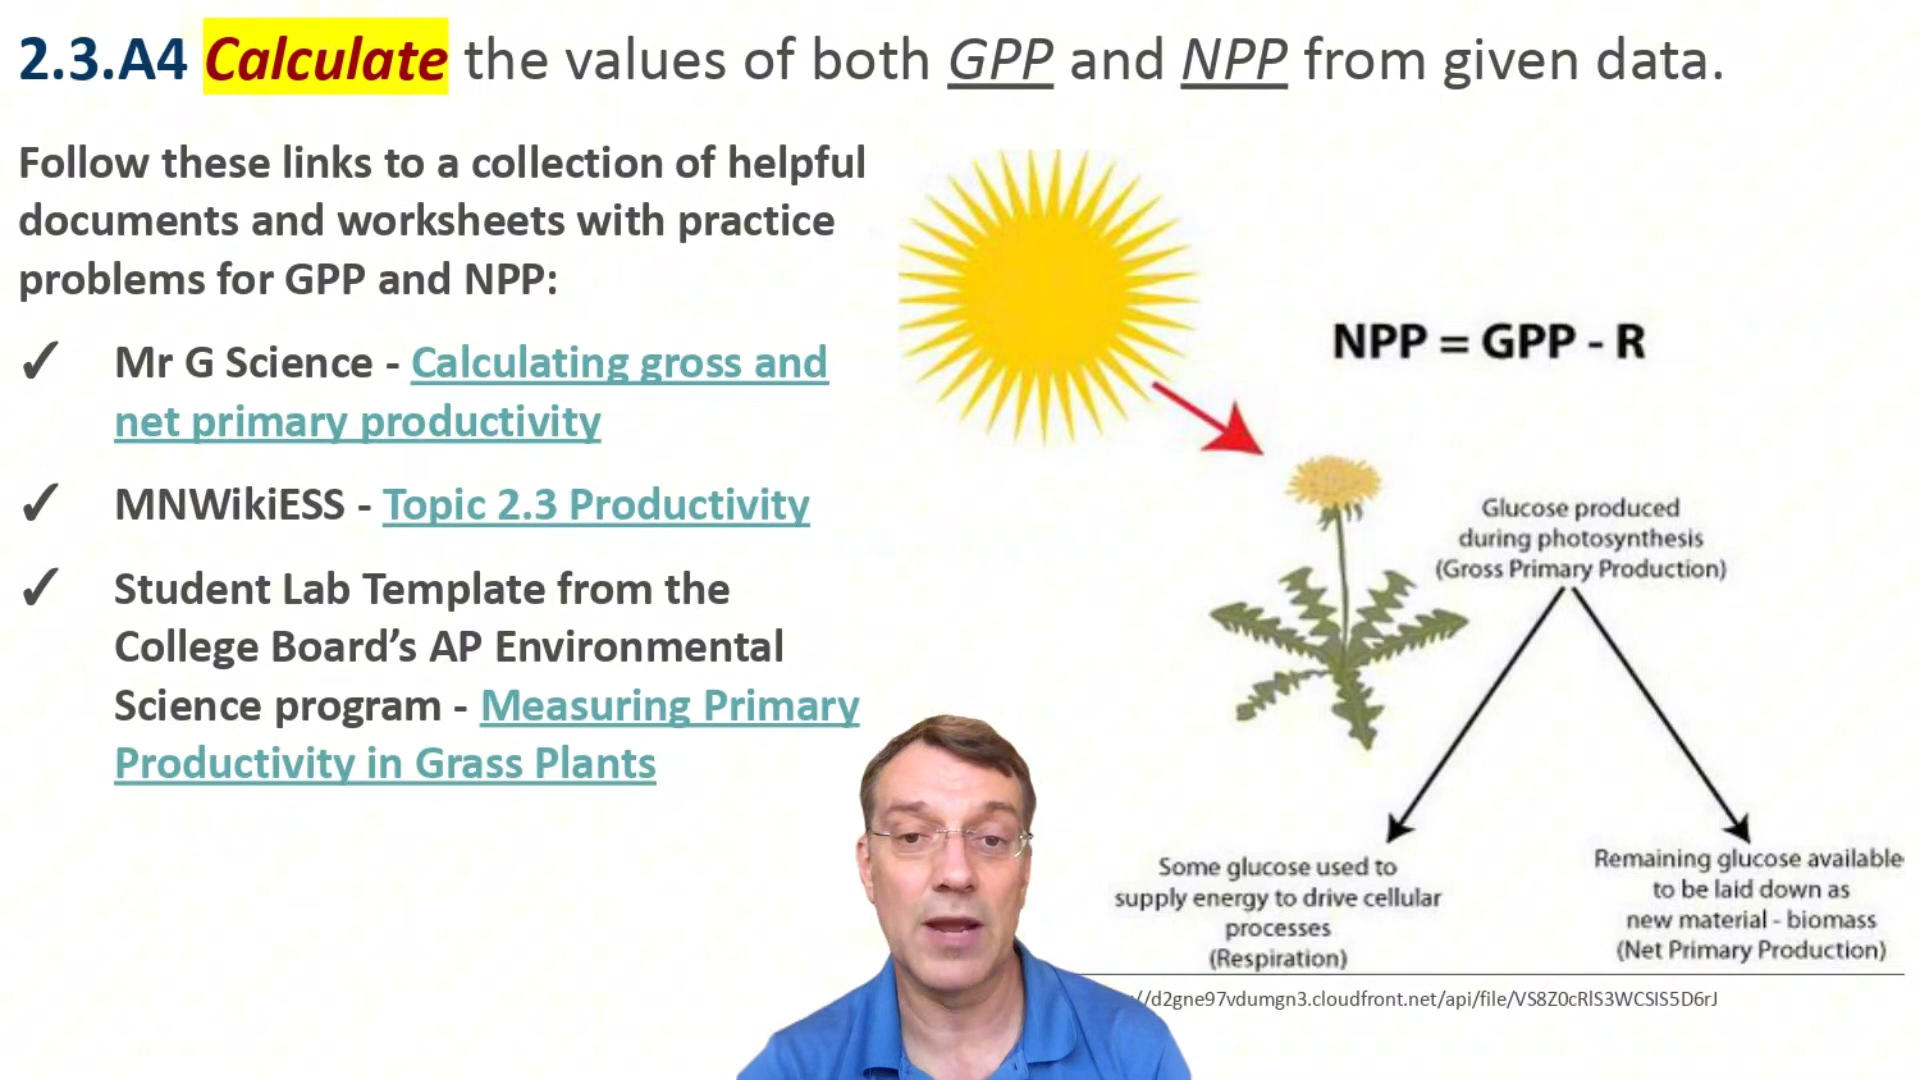 2.3.A4 Calculate the values of both GPP and NPP from given data.
Follow these links to a collection of helpful
documents and worksheets with practice
problems for GPP and NPP:
✓ Mr G Science - Calculating gross and
net primary productivity
✓ MNWikiESS - Topic 2.3 Productivity
✓ Student Lab Template from the
College Board’s AP Environmental
Science program - Measuring Primary
Productivity in Grass Plants
NPP = GPP - R
Glucose produced
during photosynthesis
(Gross Primary Production)
Some glucose used to
supply energy to drive cellular
processes
(Respiration)
Remaining glucose available
to be laid down as
new material - biomass
(Net Primary Production)
//d2gne97vdumgn3.cloudfront.net/api/file/VS8Z0cRlS3WCSIS5D6rJ